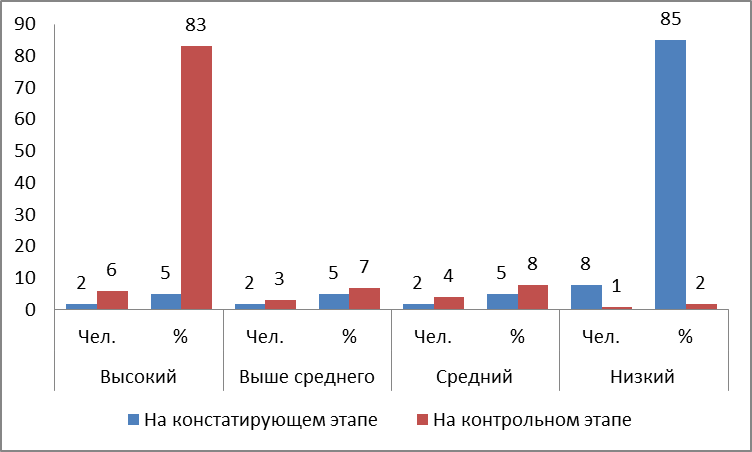 90
80
70
60
50
40
30
20
10
0
2 6 5 83 2 3 5 7 2 4 5 8 8 1 85 2
Чел. % Чел. % Чел. % Чел. %
Высокий Выше среднего Средний Низкий
На констатирующем этапе На контрольном этапе